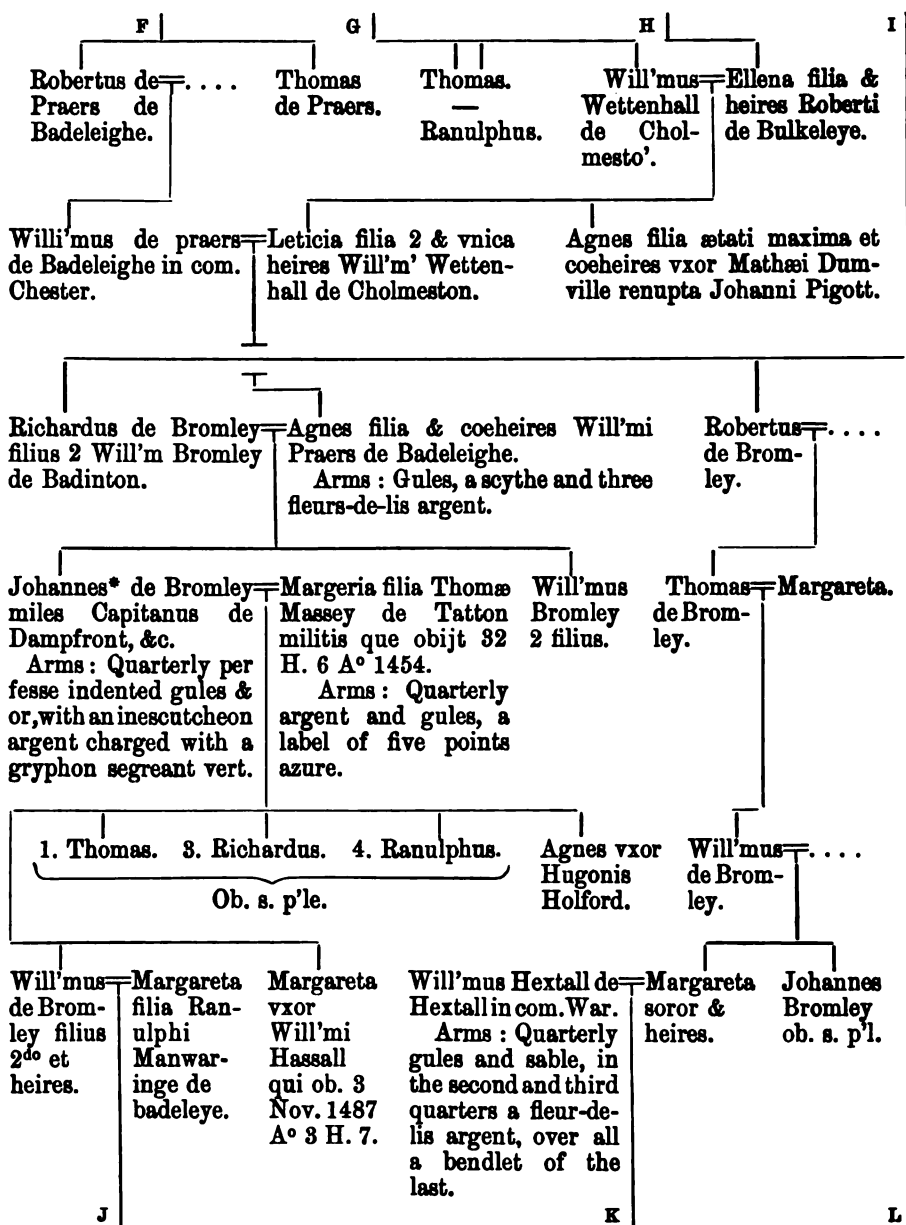 F G H I
Robertus de
Praers de
Badeleighe.
. . . .
Thomas
de Praers.
Thomas.
—
Ranulphus.
Will'mus
Wettenhall
de Chol-
mesto'.
Ellena filia &
heires Roberti
de Bulkeleye.
Willi'mus de praers
de Badeleighe in com.
Chester.
Leticia filia 2 & vnica
heires Will'm' Wetten-
hall de Cholmeston.
Agnes filia ætati maxima et
coeheires vxor Mathæi Dum-
ville renupta Johanni Pigott.
Richardus de Bromley
filius 2 Will'm Bromley
de Badinton.
Agnes filia & coeheires Will'mi
Praers de Badeleighe.
Arms : Gules, a scythe and three
fleurs-de-lis argent.
Robertus
de Brom-
ley.
. . . .
Johannes* de Bromley
miles Capitanus de
Dampfront, &c.
Arms : Quarterly per
fesse indented gules &
or, with an inescutcheon
argent charged with a
gryphon segreant vert.
Margeria filia Thomæ
Massey de Tatton
militis que obijt 32
H. 6 Aº 1454.
Arms : Quarterly
argent and gules, a
label of five points
azure.
Will'mus
Bromley
2 filius.
Thomas
de Brom-
ley.
Margareta.
1. Thomas. 3. Richardus. 4. Ranulphus.
Ob. s. p'le.
Agnes vxor
Hugonis
Holford.
Will'mus
de Brom-
ley.
. . . .
Will'mus
de Brom-
ley filius
2do et
heires.
Margareta
filia Ran-
ulphi
Manwar-
inge de
badeleye.
Margareta
vxor
Will'mi
Hassall
qui ob. 3
Nov. 1487
Aº 3 H. 7.
Will'mus Hextall de
Hextall in com. War.
Arms : Quarterly
gules and sable, in
the second and third
quarters a fleur-de-
lis argent, over all
a bendlet of the
last.
Margareta
soror &
heires.
Johannes
Bromley
ob. s. p'l.
J K L